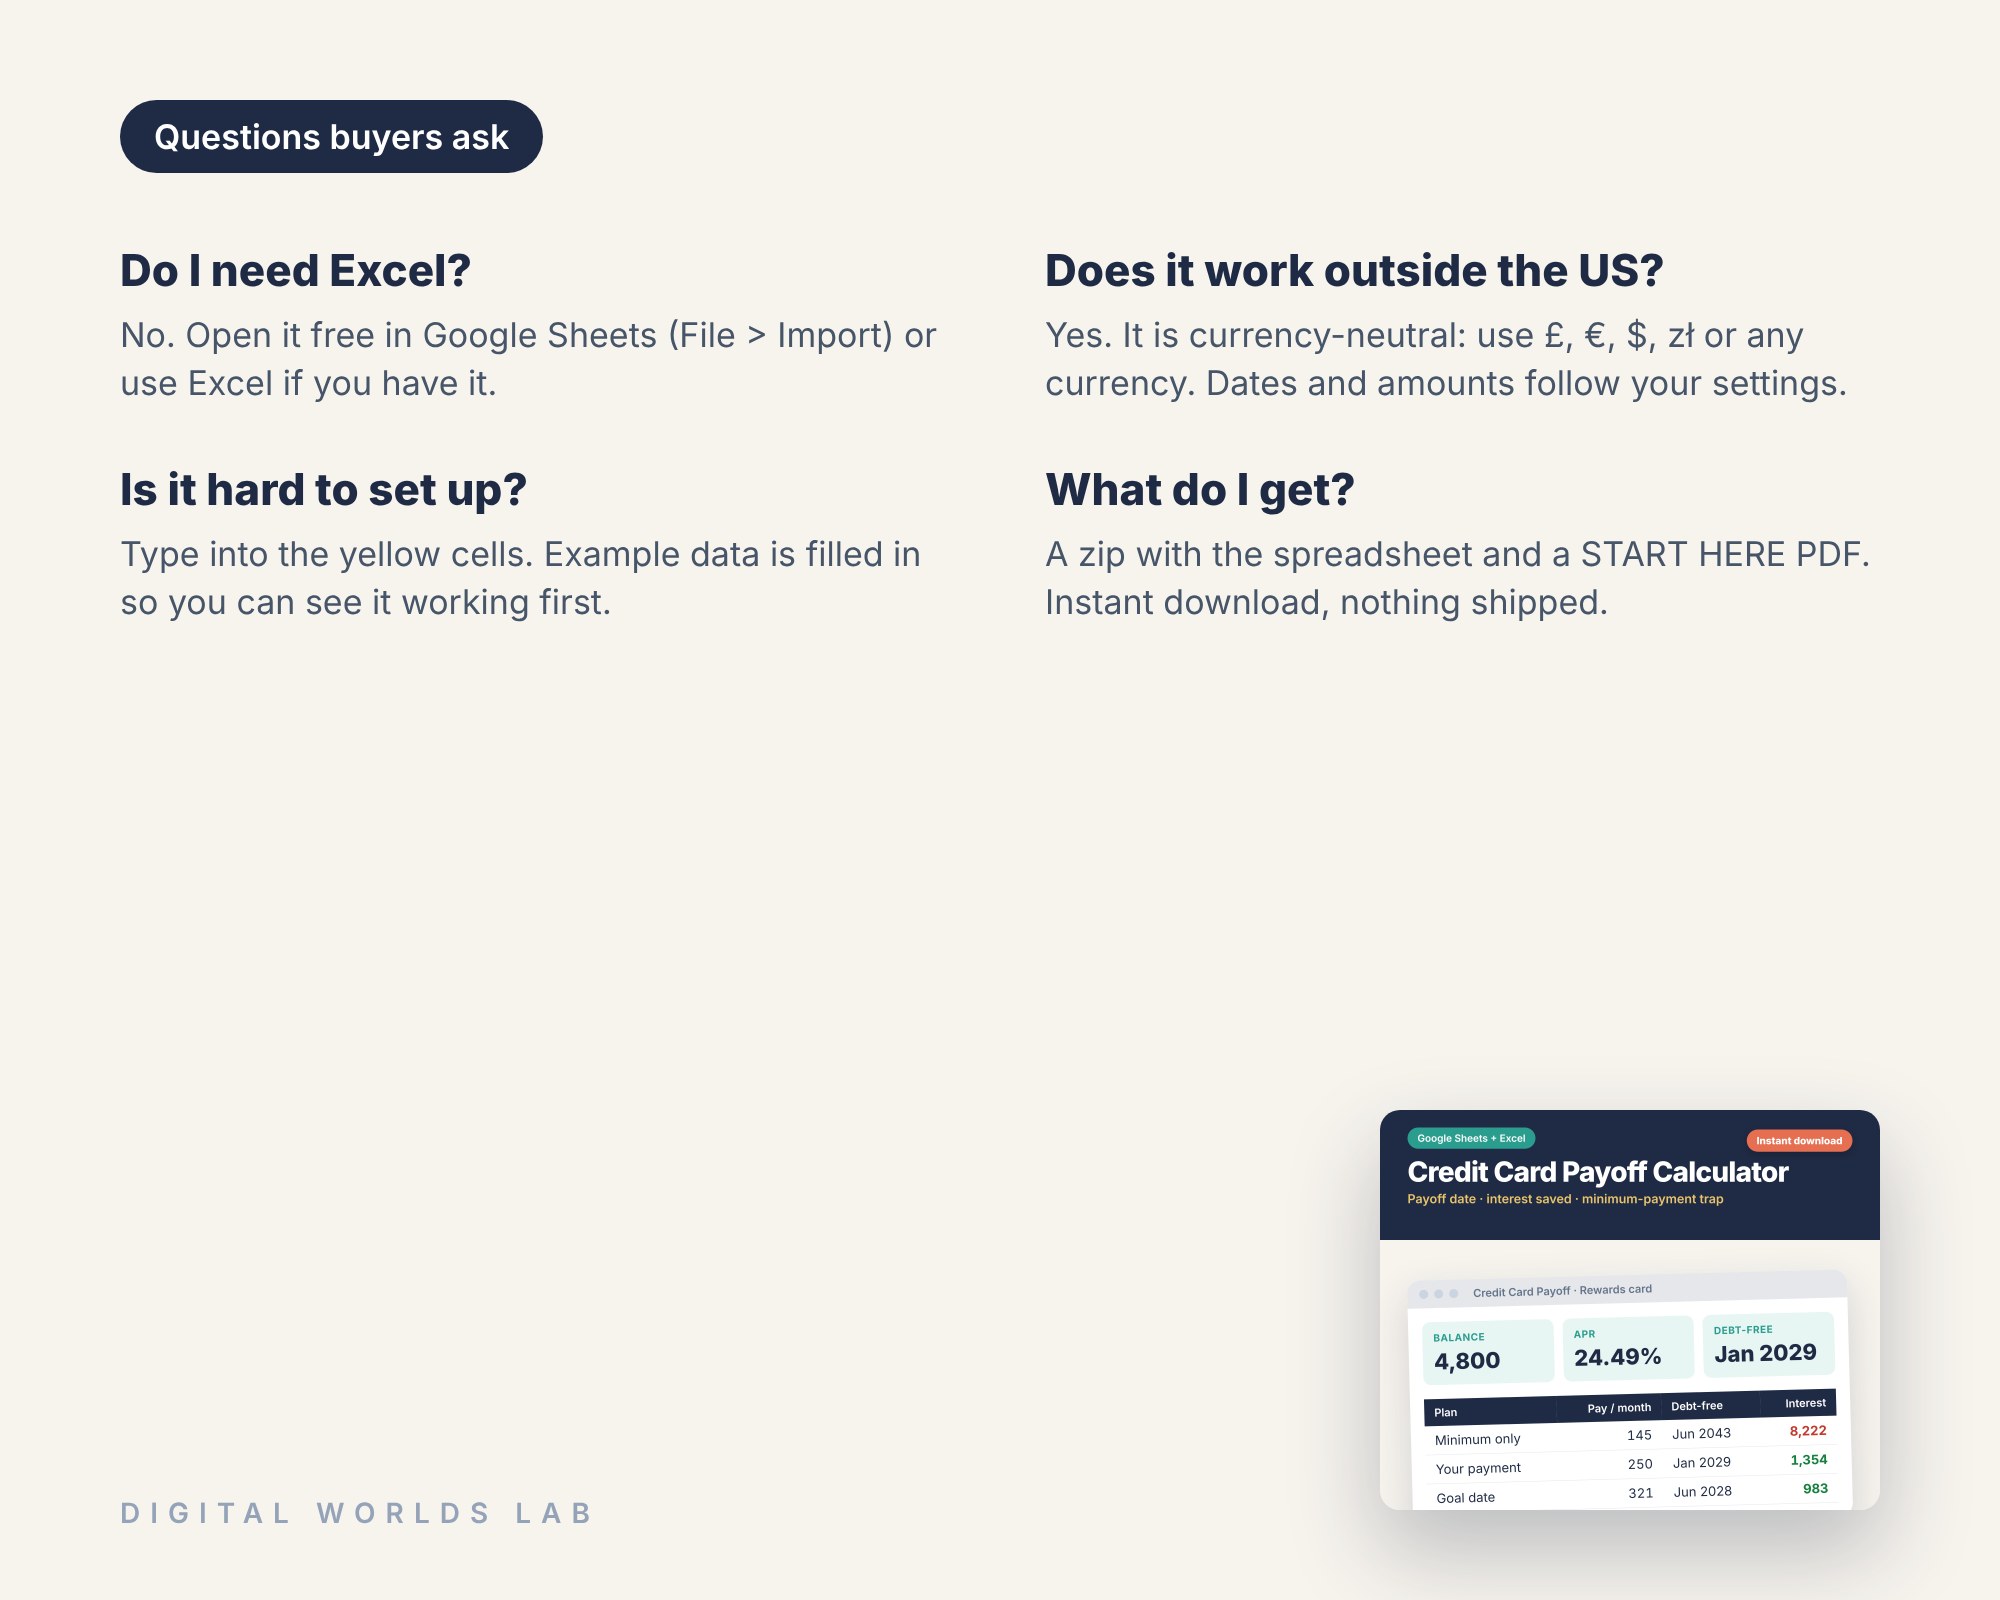 Questions buyers ask
Do I need Excel?
No. Open it free in Google Sheets (File > Import) or
use Excel if you have it.
Does it work outside the US?
Yes. It is currency-neutral: use £, €, $, zł or any
currency. Dates and amounts follow your settings.
Is it hard to set up?
Type into the yellow cells. Example data is filled in
so you can see it working first.
What do I get?
A zip with the spreadsheet and a START HERE PDF.
Instant download, nothing shipped.
Google Sheets + Excel
Instant download
Credit Card Payoff Calculator
Payoff date · interest saved · minimum-payment trap
Credit Card Payoff · Rewards card
BALANCE APR DEBT-FREE
4,800 24.49% Jan 2029
Plan Pay / month Debt-free Interest
Minimum only 145 Jun 2043 8,222
Your payment 250 Jan 2029 1,354
Goal date 321 Jun 2028 983
DIGITAL WORLDS LAB